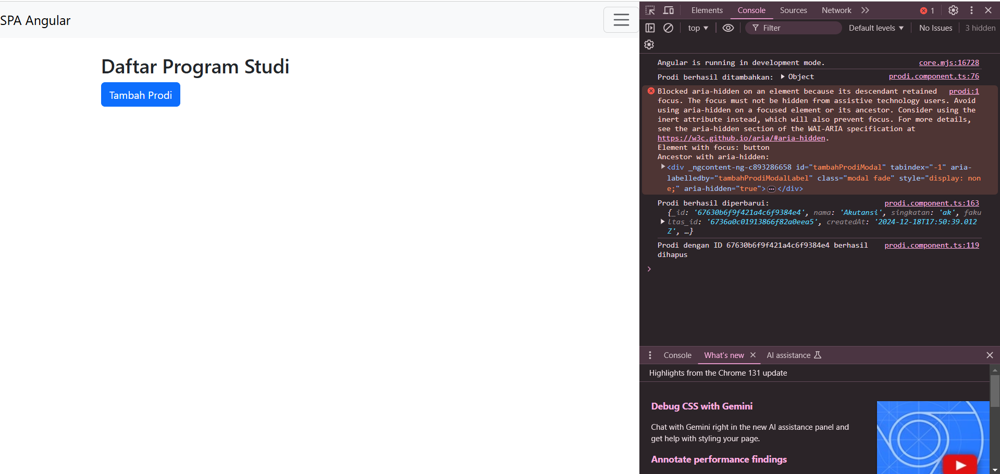 SPA Angular
Daftar Program Studi
Tambah Prodi
Elements Console Sources Network 1
top Filter Default levels No Issues 3 hidden
Angular is running in development mode. core.mjs:16728
Prodi berhasil ditambahkan: Object prodi.component.ts:76
Blocked aria-hidden on an element because its descendant retained prodi:1
focus. The focus must not be hidden from assistive technology users. Avoid
using aria-hidden on a focused element or its ancestor. Consider using the
inert attribute instead, which will also prevent focus. For more details,
see the aria-hidden section of the WAI-ARIA specification at
https://w3c.github.io/aria/#aria-hidden.
Element with focus: button
Ancestor with aria-hidden:
<div _ngcontent-ng-c893286658 id="tambahProdiModal" tabindex="-1" aria-
labelledby="tambahProdiModalLabel" class="modal fade" style="display: non
e;" aria-hidden="true">…</div>
Prodi berhasil diperbarui: prodi.component.ts:163
{_id: '67630b6f9f421a4c6f9384e4', nama: 'Akutansi', singkatan: 'ak', faku
ltas_id: '6736a0c01913866f82a0eea5', createdAt: '2024-12-18T17:50:39.012
Z', …}
Prodi dengan ID 67630b6f9f421a4c6f9384e4 berhasil prodi.component.ts:119
dihapus
Console What's new AI assistance
Highlights from the Chrome 131 update
Debug CSS with Gemini
Chat with Gemini right in the new AI assistance panel and
get help with styling your page.
Annotate performance findings